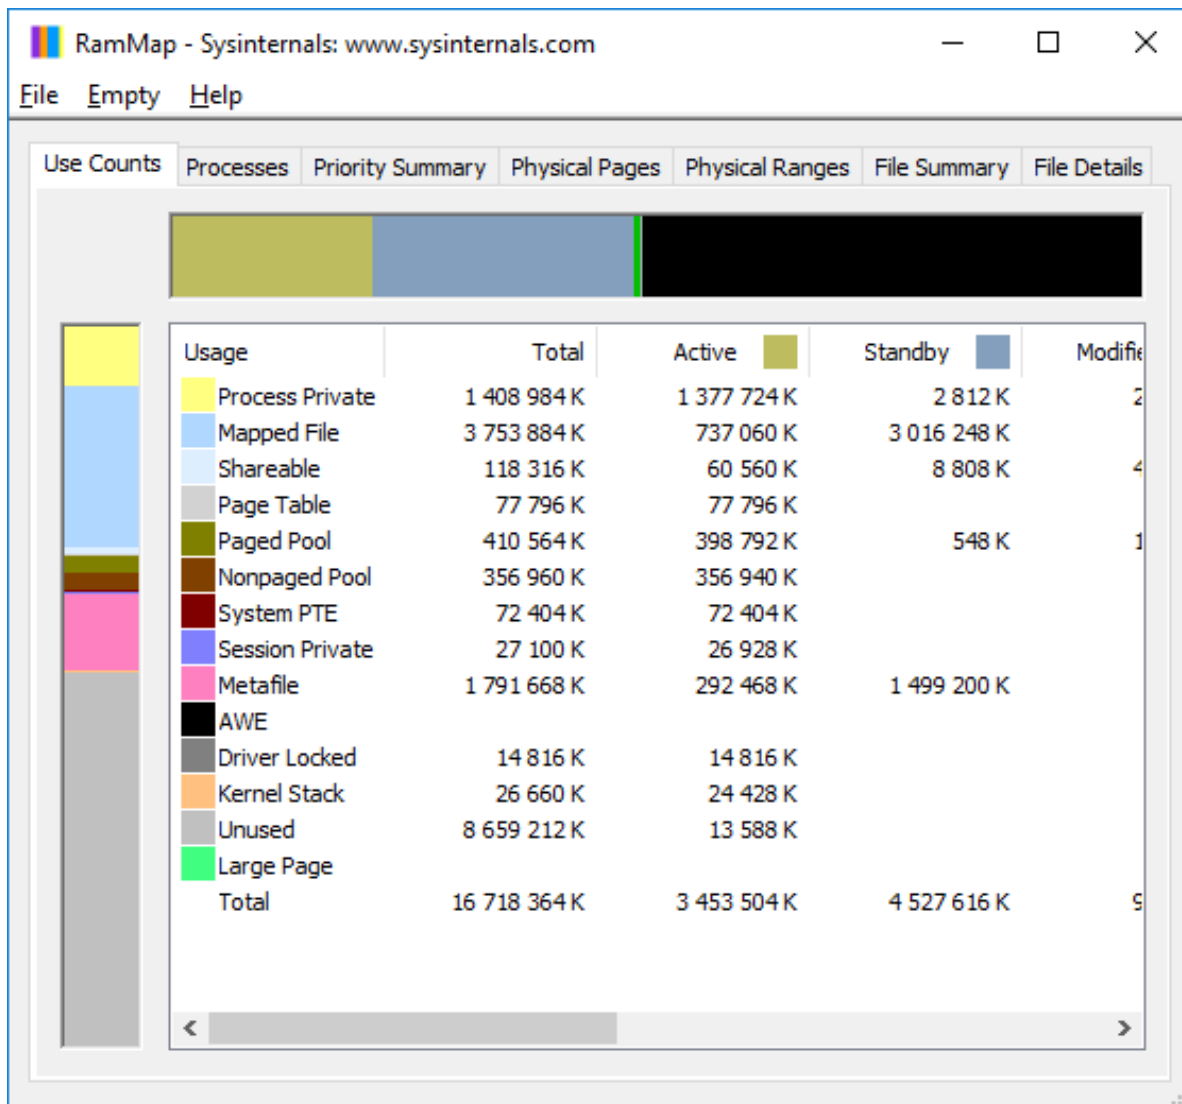 RamMap - Sysinternals: www.sysinternals.com
File Empty Help
Use Counts Processes Priority Summary Physical Pages Physical Ranges File Summary File Details
Usage Total Active Standby Modifie
Process Private 1 408 984 K 1 377 724 K 2 812 K 2
Mapped File 3 753 884 K 737 060 K 3 016 248 K
Shareable 118 316 K 60 560 K 8 808 K 4
Page Table 77 796 K 77 796 K
Paged Pool 410 564 K 398 792 K 548 K 1
Nonpaged Pool 356 960 K 356 940 K
System PTE 72 404 K 72 404 K
Session Private 27 100 K 26 928 K
Metafile 1 791 668 K 292 468 K 1 499 200 K
AWE
Driver Locked 14 816 K 14 816 K
Kernel Stack 26 660 K 24 428 K
Unused 8 659 212 K 13 588 K
Large Page
Total 16 718 364 K 3 453 504 K 4 527 616 K 9